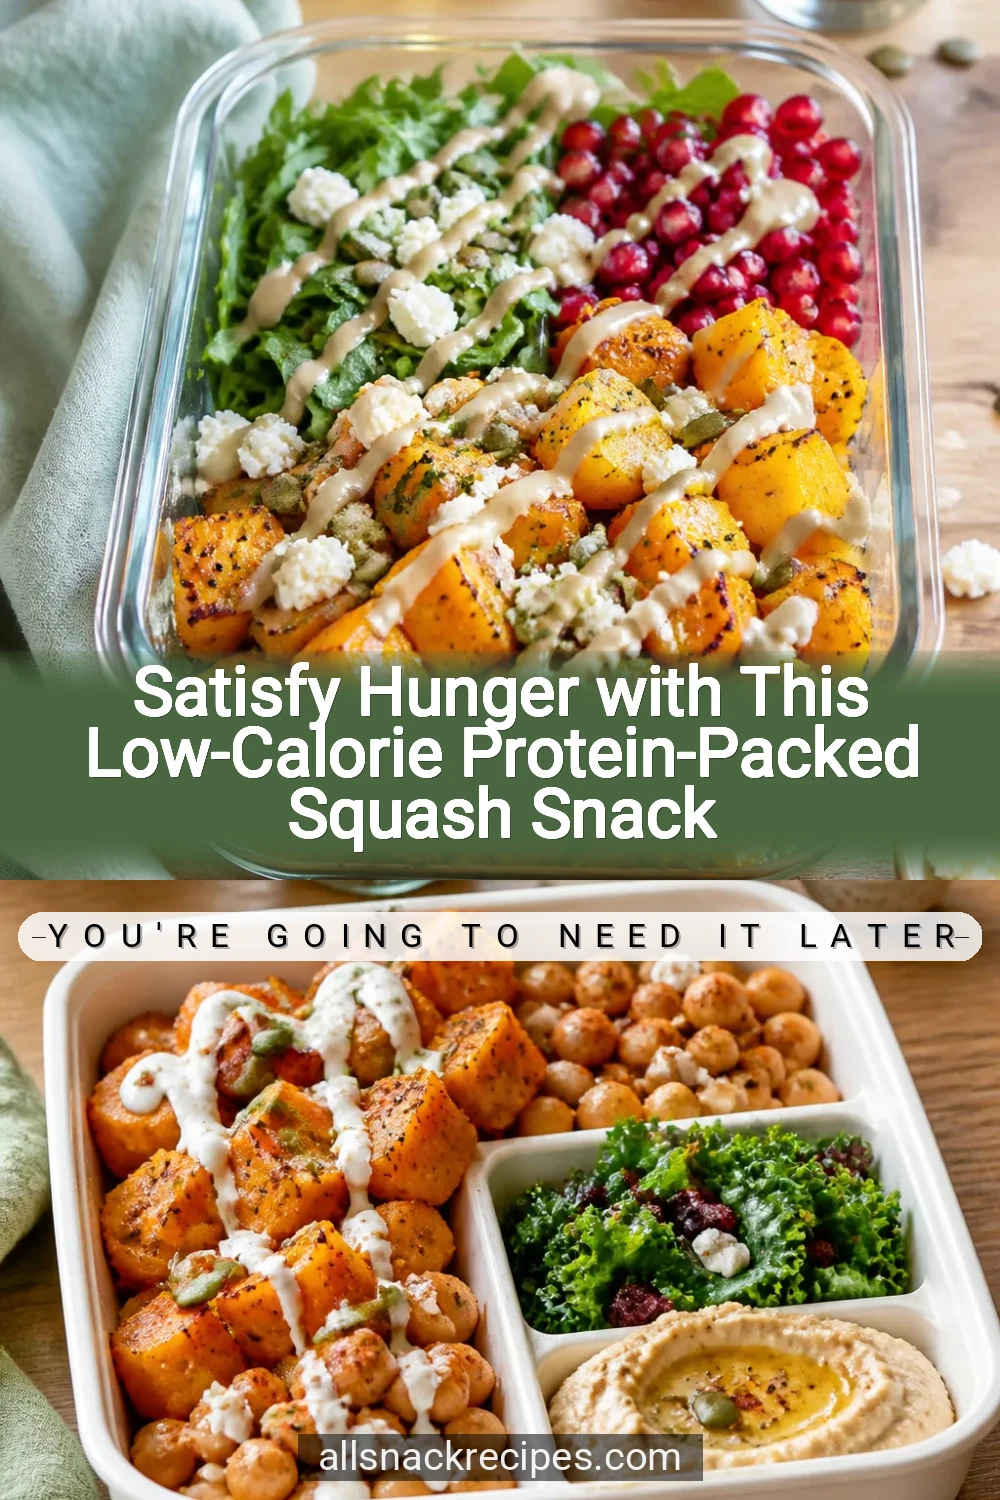 Satisfy Hunger with This
Low-Calorie Protein-Packed
Squash Snack
YOU'RE GOING TO NEED IT LATER
allsnackrecipes.com